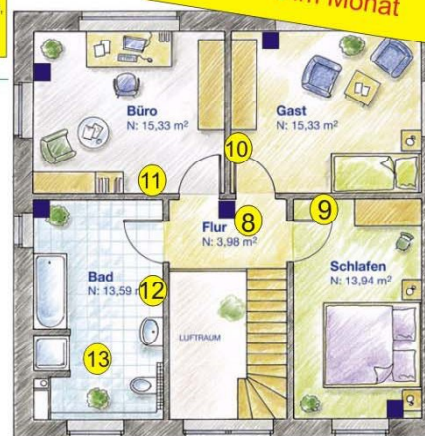 Monat
Büro
N: 15,33 m²
Gast
N: 15,33 m²
10
11
Flur
N: 3,98 m²
8
9
Bad
N: 13,59 m²
12
Schlafen
N: 13,94 m²
LUFTRAUM
13